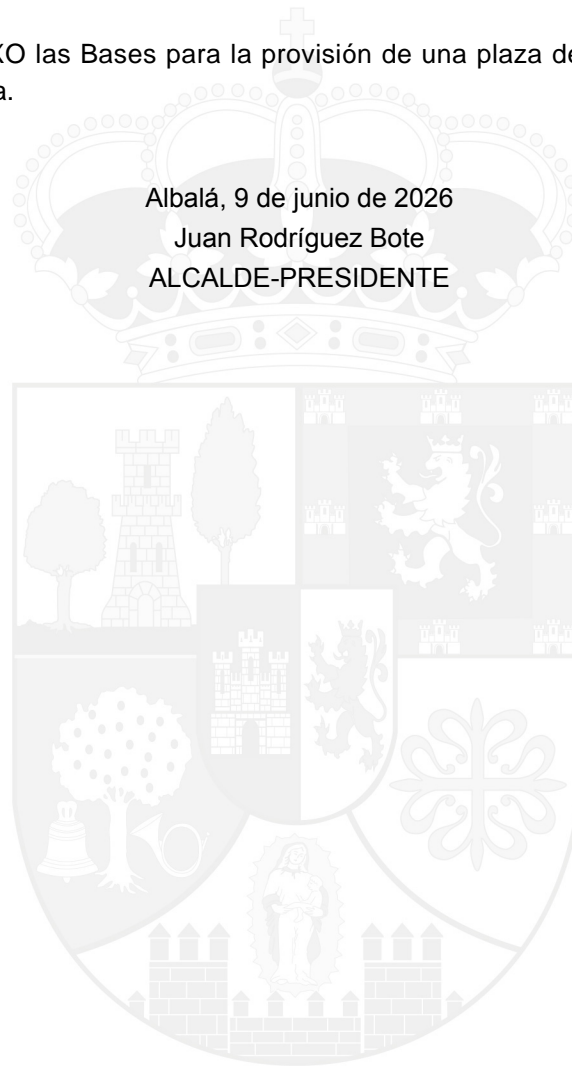 XO las Bases para la provisión de una plaza de
a.
Albalá, 9 de junio de 2026
Juan Rodríguez Bote
ALCALDE-PRESIDENTE